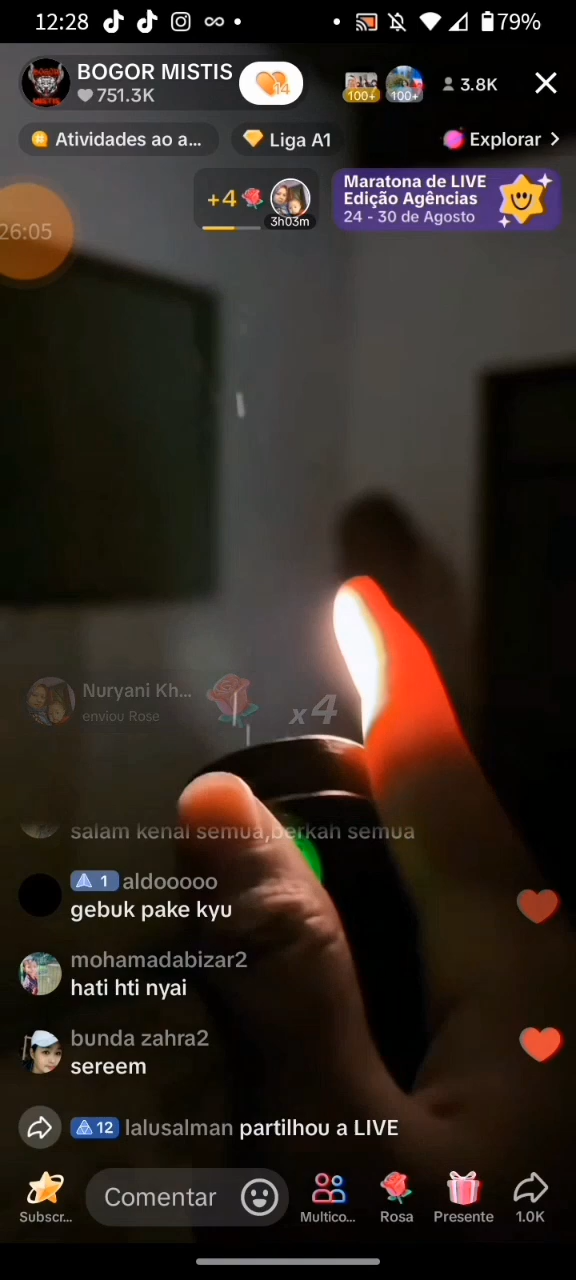 12:28
79%
BOGOR MISTIS
751.3K
14
100+
100+
3.8K
Atividades ao a...
Liga A1
Explorar
+4
3h03m
Maratona de LIVE
Edição Agências
24 - 30 de Agosto
26:05
Nuryani Kh...
enviou Rose
x4
salam kenal semua,berkah semua
1 aldooooo
gebuk pake kyu
mohamadabizar2
hati hti nyai
bunda zahra2
sereem
12 lalusalman partilhou a LIVE
Comentar
Subscr...
Multico...
Rosa
Presente
1.0K